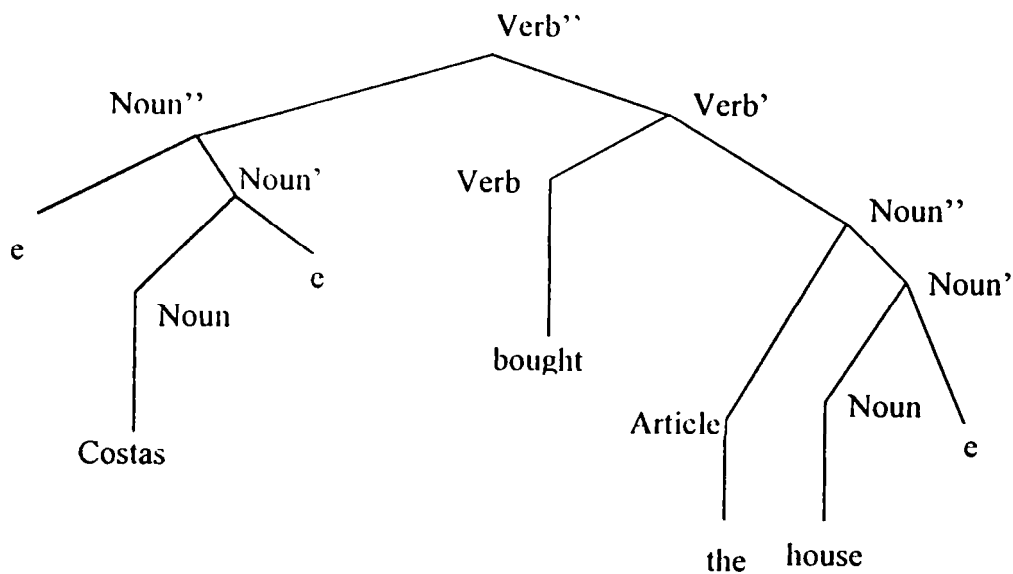 Verb’’
Noun’’
Verb’
Noun’
Verb
Noun’’
e
e
Noun’
Noun
bought
Noun
Article
e
Costas
the house